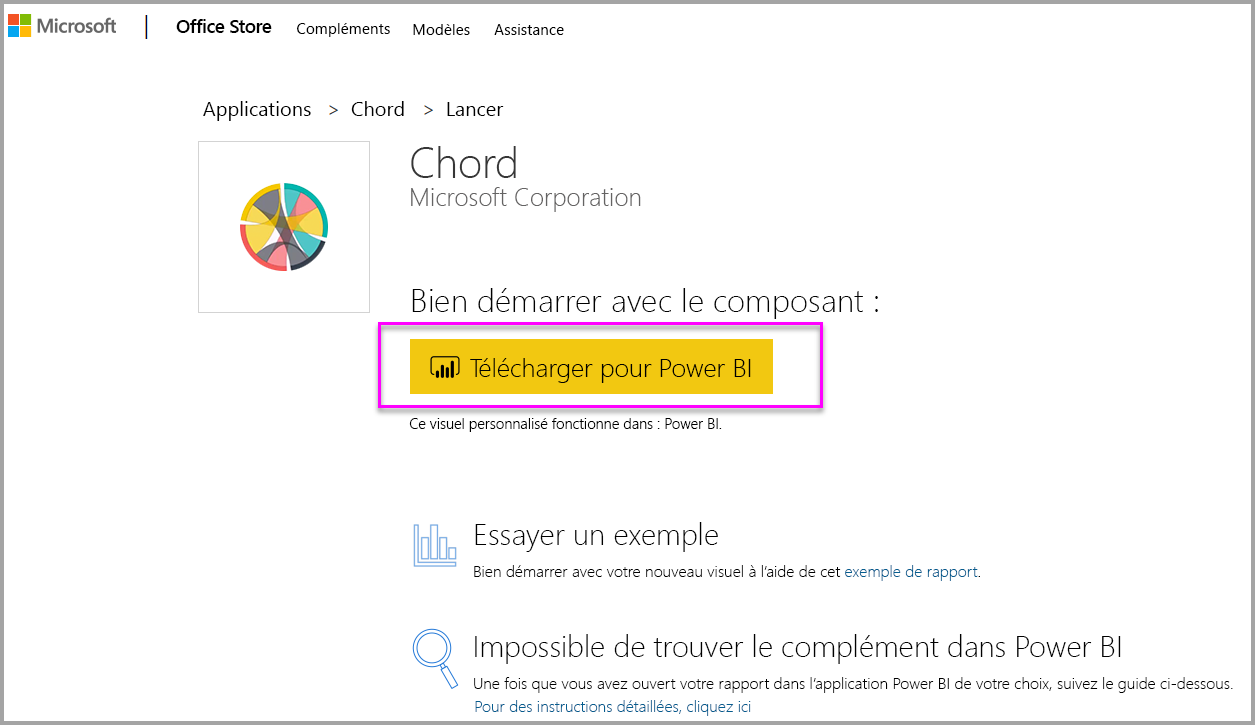 Microsoft | Office Store Compléments Modèles Assistance
Applications > Chord > Lancer
Chord
Microsoft Corporation
Bien démarrer avec le composant :
Télécharger pour Power BI
Ce visuel personnalisé fonctionne dans : Power BI.
Essayer un exemple
Bien démarrer avec votre nouveau visuel à l'aide de cet exemple de rapport.
Impossible de trouver le complément dans Power BI
Une fois que vous avez ouvert votre rapport dans l'application Power BI de votre choix, suivez le guide ci-dessous.
Pour des instructions détaillées, cliquez ici